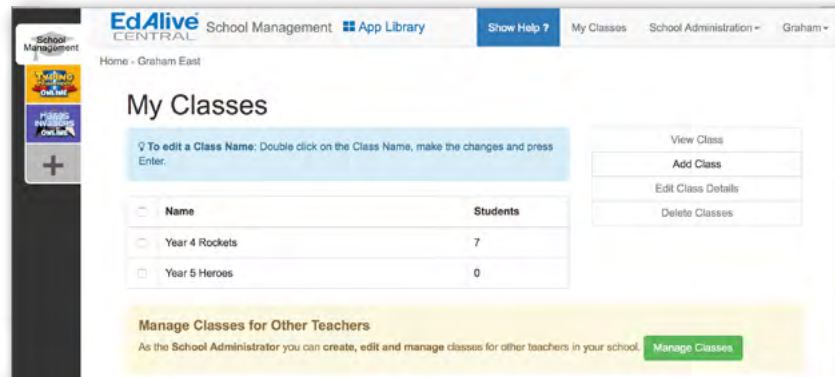 School
Management
EdAlive
CENTRAL
School Management
App Library
Show Help ?
My Classes
School Administration
Graham
Home - Graham East
TYPING
ONLINE
ONLINE
My Classes
To edit a Class Name: Double click on the Class Name, make the changes and press
Enter.
View Class
Add Class
Edit Class Details
Delete Classes
Name Students
Year 4 Rockets 7
Year 5 Heroes 0
Manage Classes for Other Teachers
As the School Administrator you can create, edit and manage classes for other teachers in your school. Manage Classes